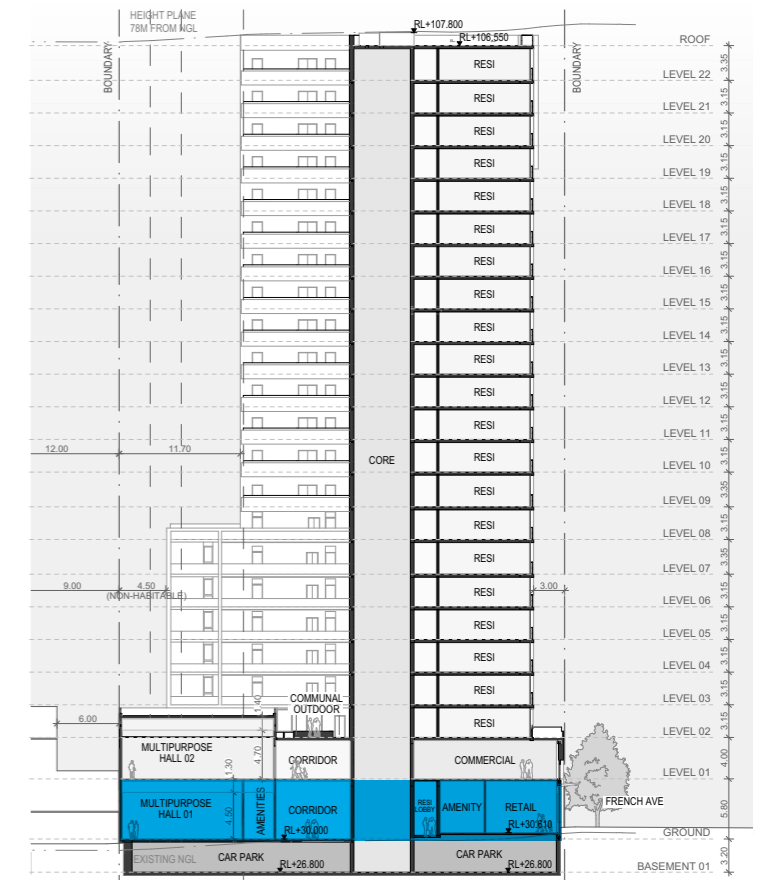 HEIGHT PLANE
78M FROM NGL
BOUNDARY
RL+107.800
RL+106.550
BOUNDARY
ROOF
3.35
RESI
LEVEL 22
3.15
RESI
LEVEL 21
3.15
RESI
LEVEL 20
3.15
RESI
LEVEL 19
3.15
RESI
LEVEL 18
3.15
RESI
LEVEL 17
3.15
RESI
LEVEL 16
3.15
RESI
LEVEL 15
3.15
RESI
LEVEL 14
3.15
RESI
LEVEL 13
3.15
RESI
LEVEL 12
3.15
RESI
LEVEL 11
3.15
RESI
12.00
11.70
CORE
LEVEL 10
3.35
RESI
LEVEL 09
3.15
RESI
LEVEL 08
3.35
RESI
LEVEL 07
3.15
RESI
9.00
4.50
(NON-HABITABLE)
3.00
LEVEL 06
3.15
RESI
LEVEL 05
3.15
RESI
LEVEL 04
3.15
RESI
LEVEL 03
3.15
1.40
COMMUNAL
OUTDOOR
RESI
6.00
LEVEL 02
4.00
MULTIPURPOSE
HALL 02
1.30
4.70
CORRIDOR
COMMERCIAL
LEVEL 01
5.80
MULTIPURPOSE
HALL 01
4.50
AMENITIES
CORRIDOR
RESI
LOBBY
AMENITY
RETAIL
FRENCH AVE
RL+30.000
RL+30.610
GROUND
3.20
EXISTING NGL
CAR PARK
RL+26.800
CAR PARK
RL+26.800
BASEMENT 01